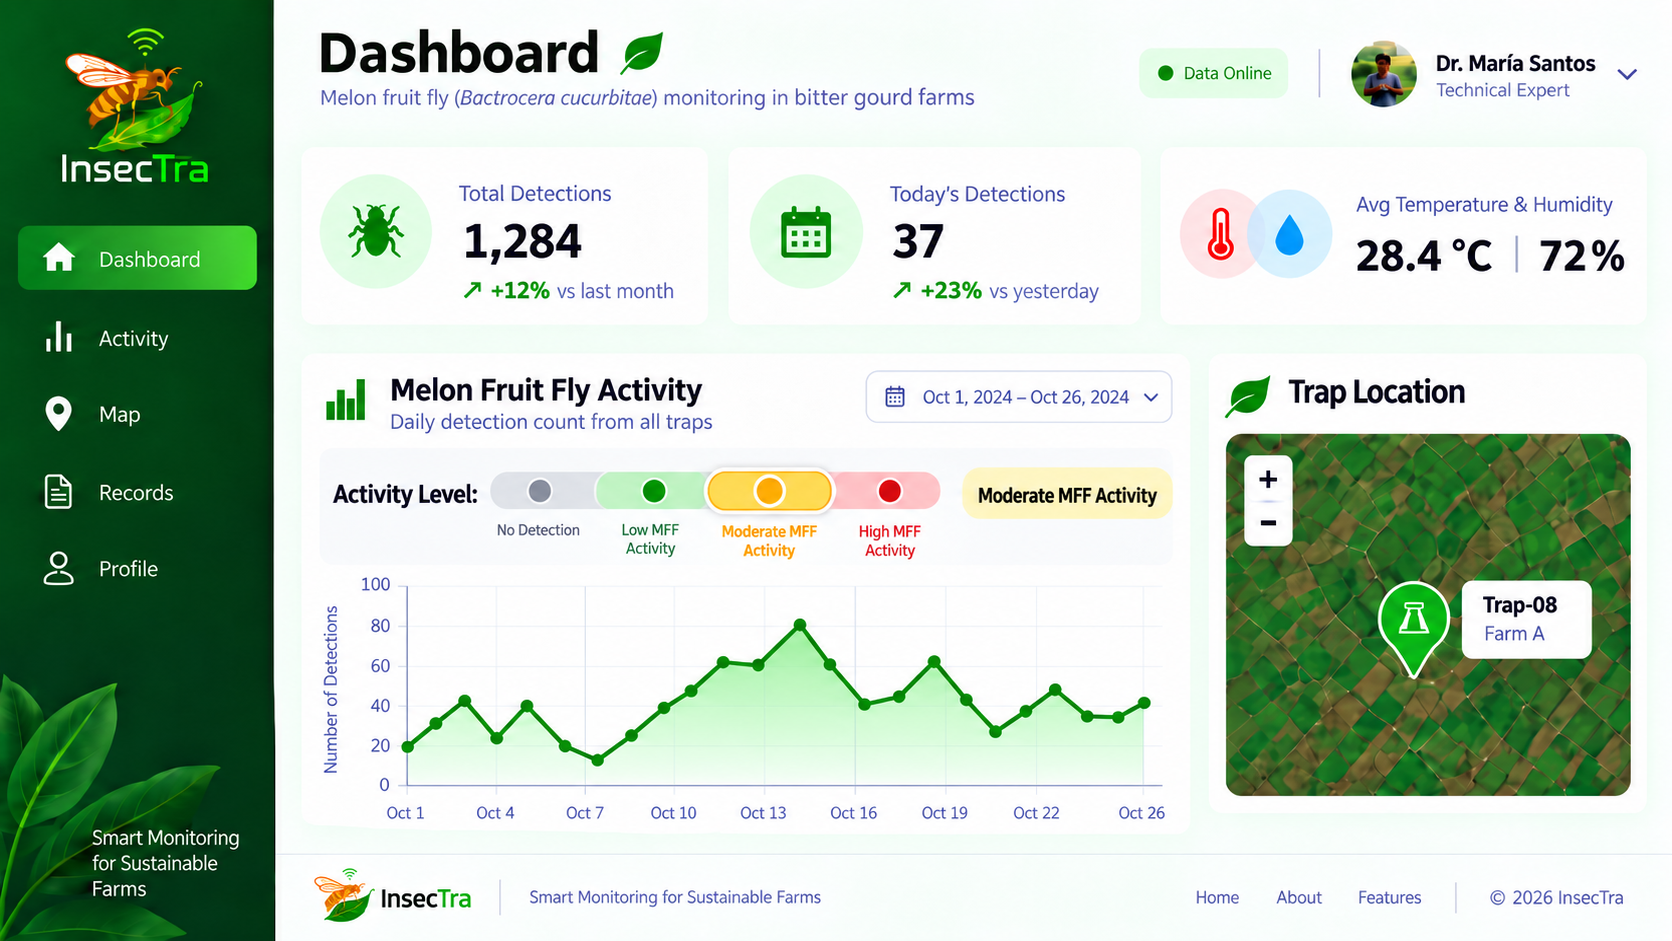 InsecTra
Dashboard
Activity
Map
Records
Profile
Smart Monitoring
for Sustainable
Farms
Dashboard
Melon fruit fly (Bactrocera cucurbitae) monitoring in bitter gourd farms
Data Online
Dr. María Santos
Technical Expert
Total Detections
1,284
+12% vs last month
Today's Detections
37
+23% vs yesterday
Avg Temperature & Humidity
28.4 °C | 72%
Melon Fruit Fly Activity
Daily detection count from all traps
Oct 1, 2024 – Oct 26, 2024
Activity Level:
No Detection
Low MFF
Activity
Moderate MFF
Activity
High MFF
Activity
Moderate MFF Activity
Number of Detections
100
80
60
40
20
0
Oct 1
Oct 4
Oct 7
Oct 10
Oct 13
Oct 16
Oct 19
Oct 22
Oct 26
Trap Location
+
-
Trap-08
Farm A
InsecTra
Smart Monitoring for Sustainable Farms
Home
About
Features
© 2026 InsecTra